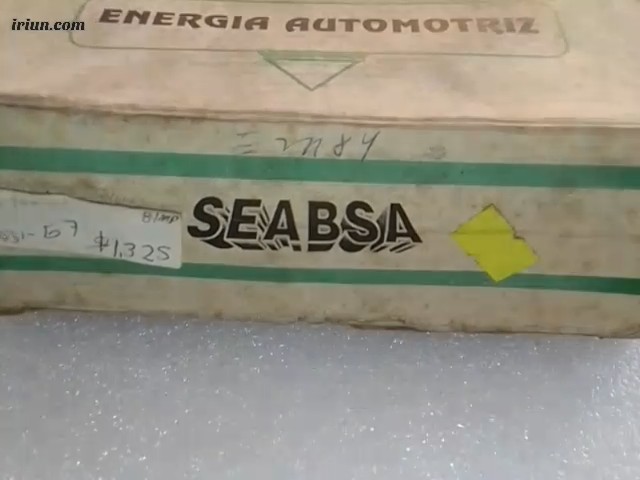 iriun.com
ENERGIA AUTOMOTRIZ
SEABSA
$1,325